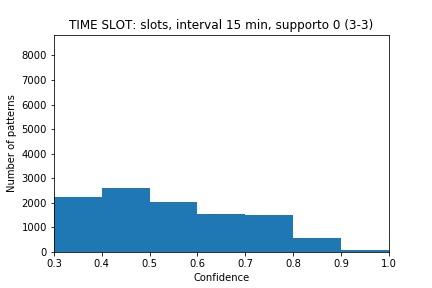 TIME SLOT: slots, interval 15 min, supporto 0 (3-3)
8000
7000
6000
5000
4000
3000
2000
1000
0
Number of patterns
0.3 0.4 0.5 0.6 0.7 0.8 0.9 1.0
Confidence